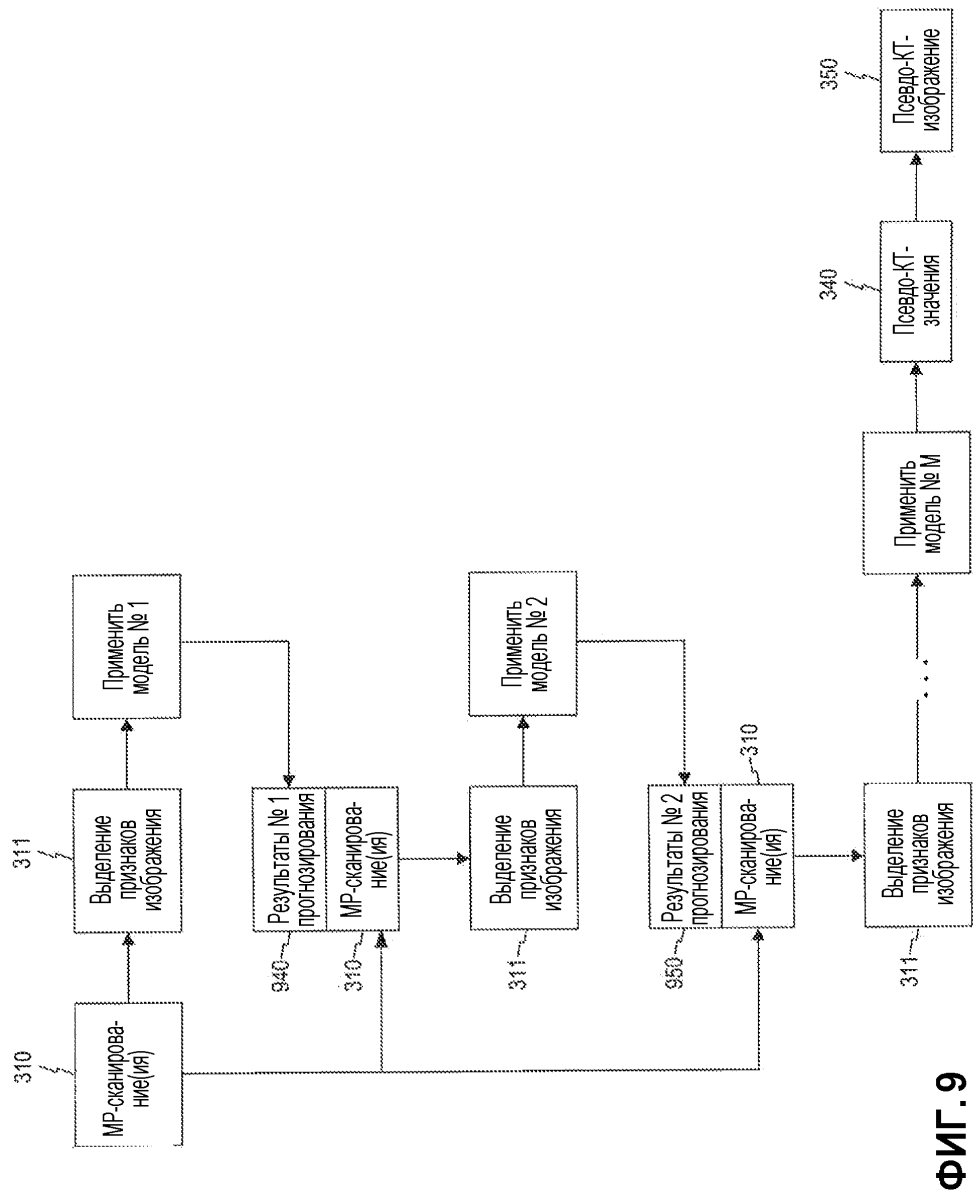 310
МР-сканирова-
ние(ия)
311
Выделение
признаков
изображения
Применить
модель № 1
940
Результаты № 1
прогнозирования
310
МР-сканирова-
ние(ия)
311
Выделение
признаков
изображения
Применить
модель № 2
950
Результаты № 2
прогнозирования
МР-сканирова-
ние(ия)
310
311
Выделение
признаков
изображения
...
Применить
модель № M
340
Псевдо-КТ-
значения
350
Псевдо-КТ-
изображение
ФИГ. 9